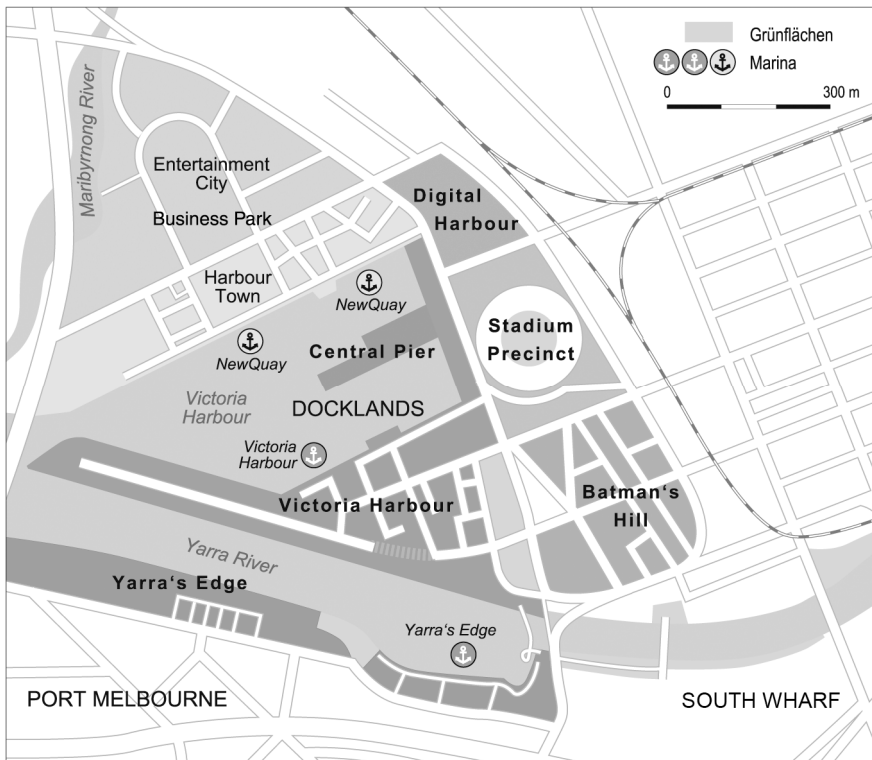 Grünflächen
Marina
0 300 m
Maribyrnong River
Entertainment
City
Business Park
Digital
Harbour
Harbour
Town
NewQuay
NewQuay
Central Pier
Stadium
Precinct
Victoria
Harbour
DOCKLANDS
Victoria
Harbour
Victoria Harbour
Batman‘s
Hill
Yarra River
Yarra‘s Edge
Yarra‘s Edge
PORT MELBOURNE
SOUTH WHARF